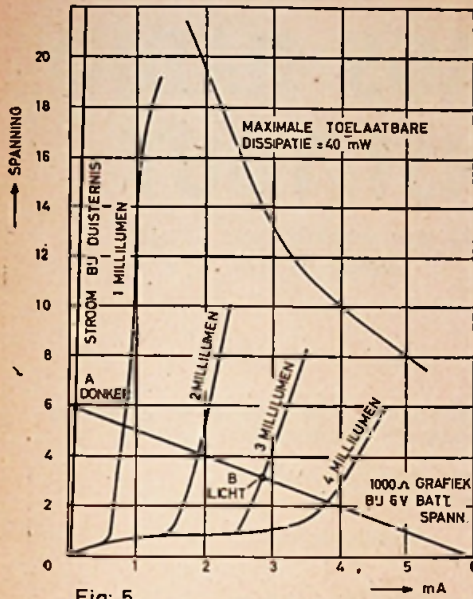 20
18
16
14
12
10
8
6
4
2
0
SPANNING
MAXIMALE TOELAATBARE
DISSIPATIE = 40 mW
STROOM BIJ DUISTERNIS
1 MILLILUMEN
2 MILLILUMEN
3 MILLILUMEN
4 MILLILUMEN
A
DONKER
B
LICHT
1000 Ω GRAFIEK
BIJ 6V BATT.
SPANN.
0 1 2 3 4 5 6
mA
Fig: 5